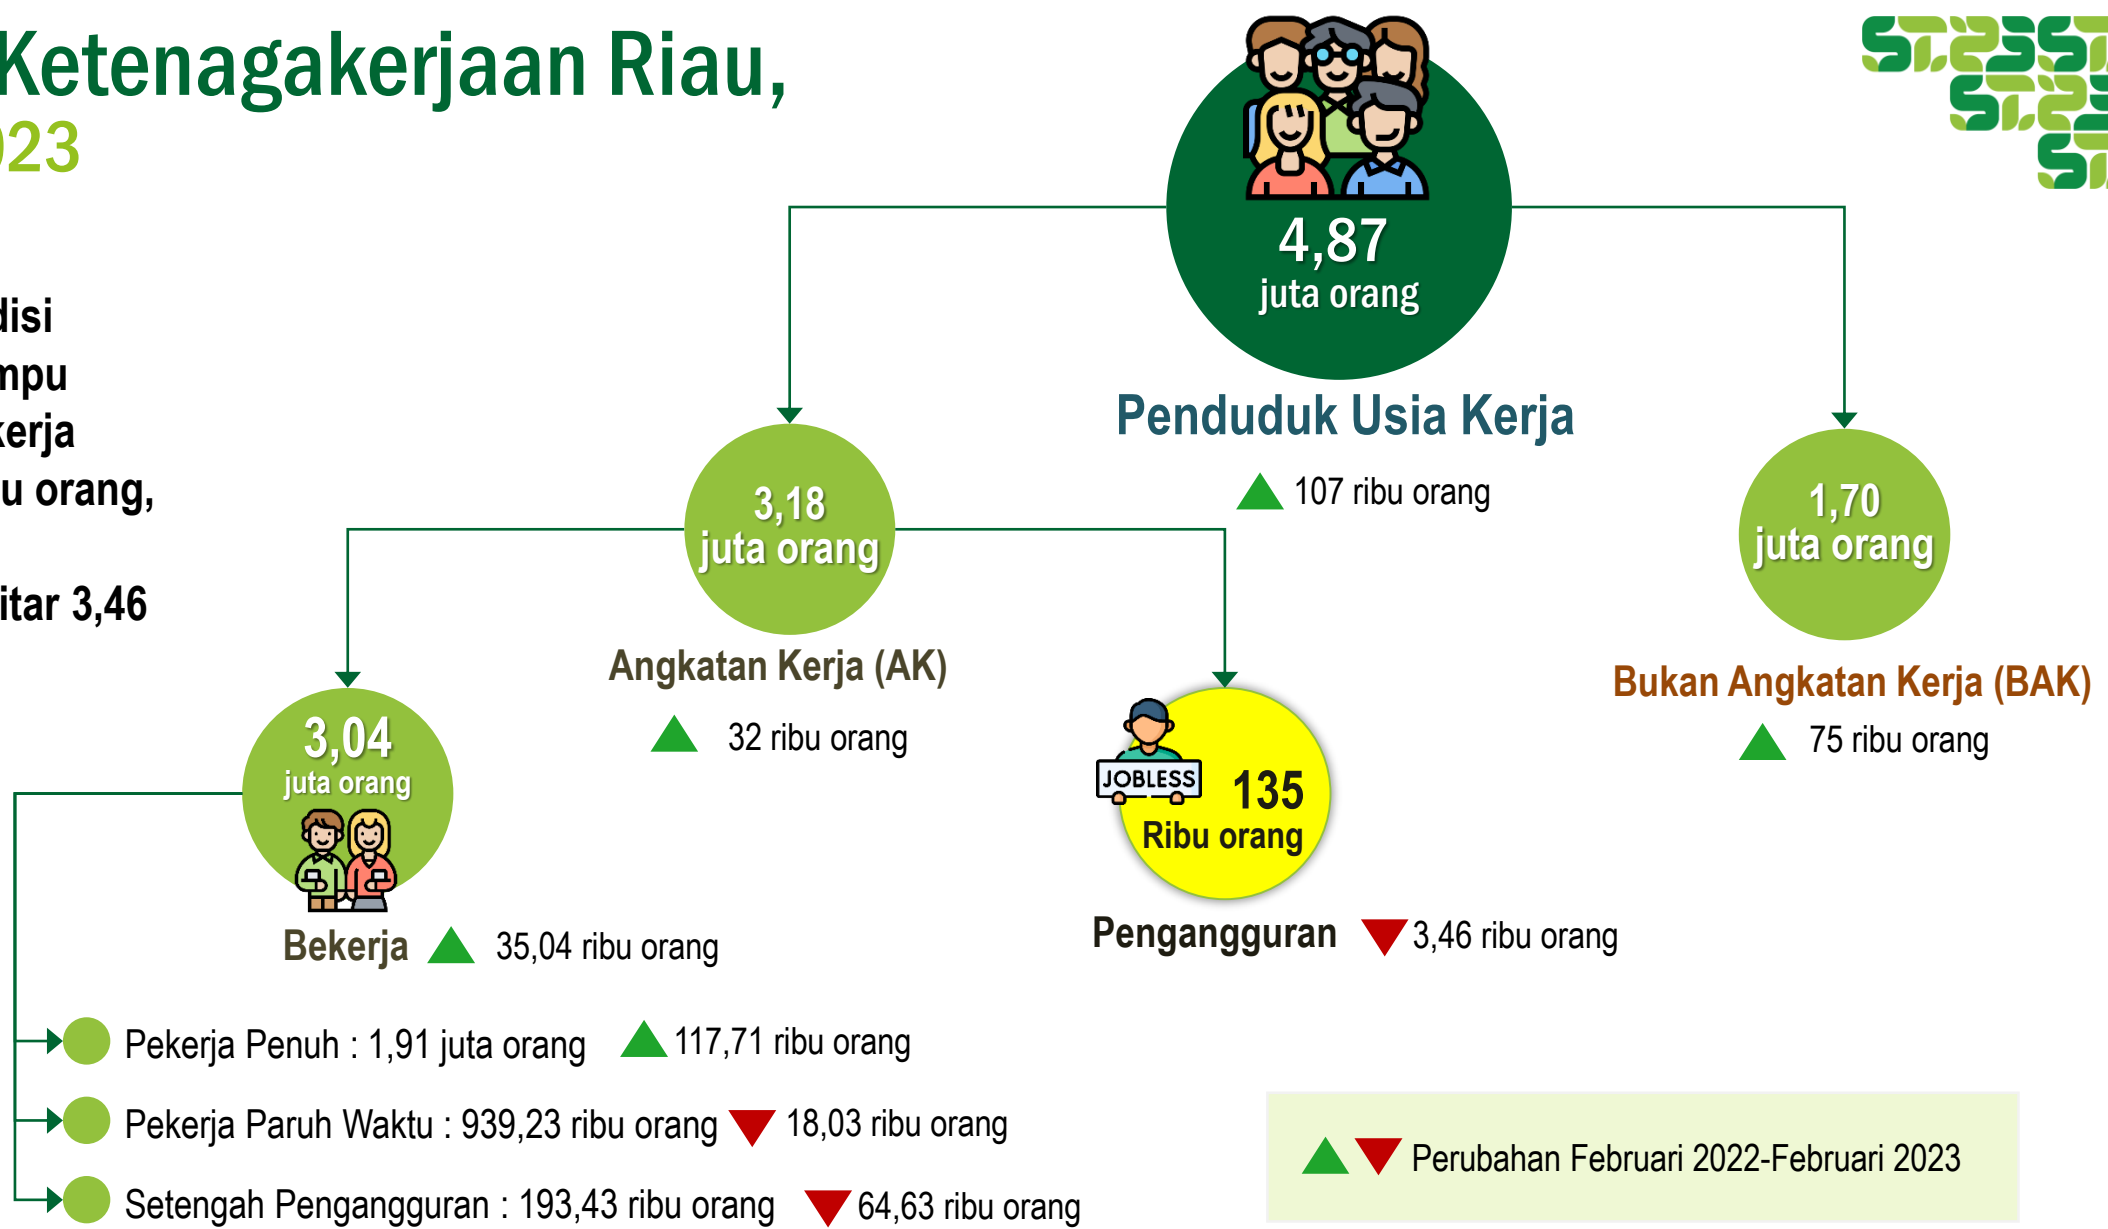 Ketenagakerjaan Riau,
023
disi
mpu
kerja
u orang,
itar 3,46
4,87
juta orang
Penduduk Usia Kerja
107 ribu orang
3,18
juta orang
Angkatan Kerja (AK)
32 ribu orang
1,70
juta orang
Bukan Angkatan Kerja (BAK)
75 ribu orang
3,04
juta orang
Bekerja 35,04 ribu orang
JOBLESS
135
Ribu orang
Pengangguran 3,46 ribu orang
Pekerja Penuh : 1,91 juta orang 117,71 ribu orang
Pekerja Paruh Waktu : 939,23 ribu orang 18,03 ribu orang
Setengah Pengangguran : 193,43 ribu orang 64,63 ribu orang
Perubahan Februari 2022-Februari 2023